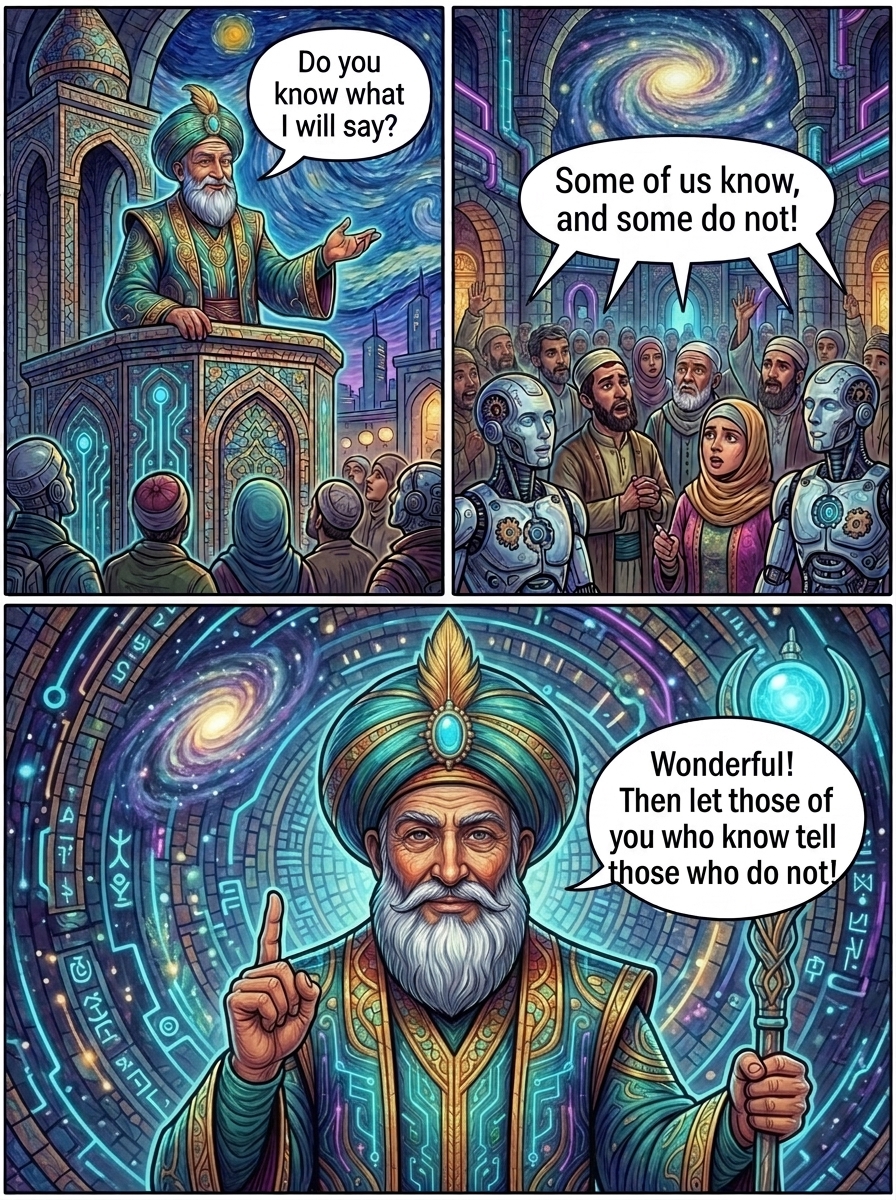 Do you
know what
I will say?
Some of us know,
and some do not!
Wonderful!
Then let those of
you who know tell
those who do not!